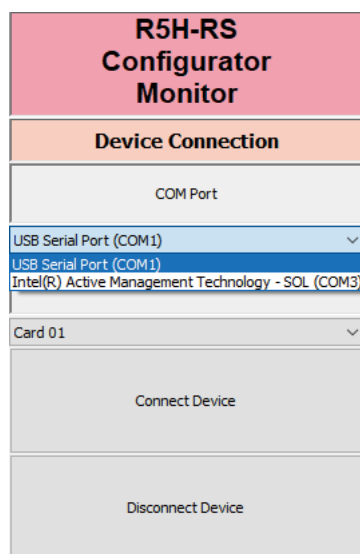 R5H-RS
Configurator
Monitor
Device Connection
COM Port
USB Serial Port (COM1)
USB Serial Port (COM1)
Intel(R) Active Management Technology - SOL (COM3)
Card 01
Connect Device
Disconnect Device